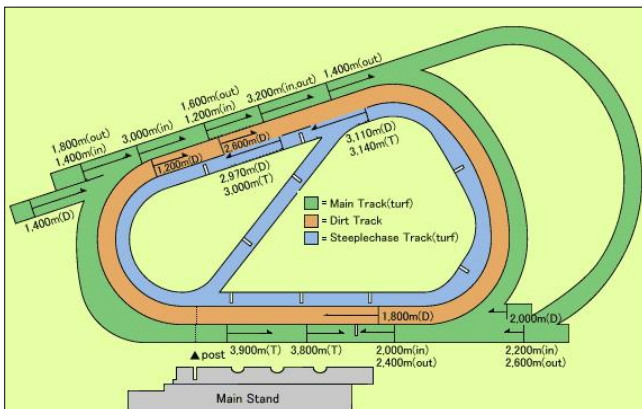 1,400m(out)
3,200m(in,out)
1,600m(out)
1,200m(in)
3,000m(in)
1,800m(out)
1,400m(in)
1,400m(D)
1,200m(D)
2,600m(D)
2,970m(D)
3,000m(T)
3,110m(D)
3,140m(T)
= Main Track(turf)
= Dirt Track
= Steeplechase Track(turf)
1,800m(D)
2,000m(D)
▲post
3,900m(T)
3,800m(T)
2,000m(in)
2,400m(out)
2,200m(in)
2,600m(out)
Main Stand